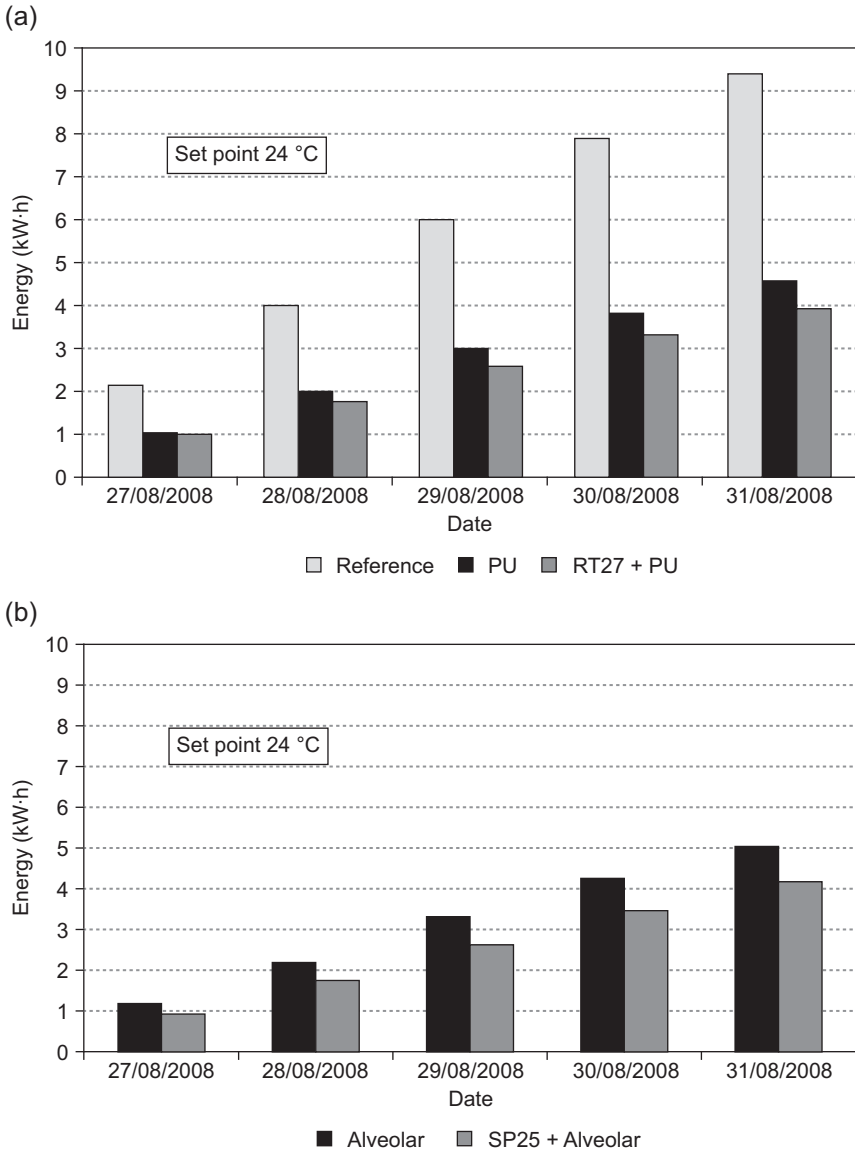 (a)
10
9
8
7
6
5
4
3
2
1
0
Energy (kW·h)
Set point 24 °C
27/08/2008 28/08/2008 29/08/2008 30/08/2008 31/08/2008
Date
Reference PU RT27 + PU
(b)
10
9
8
7
6
5
4
3
2
1
0
Energy (kW·h)
Set point 24 °C
27/08/2008 28/08/2008 29/08/2008 30/08/2008 31/08/2008
Date
Alveolar SP25 + Alveolar